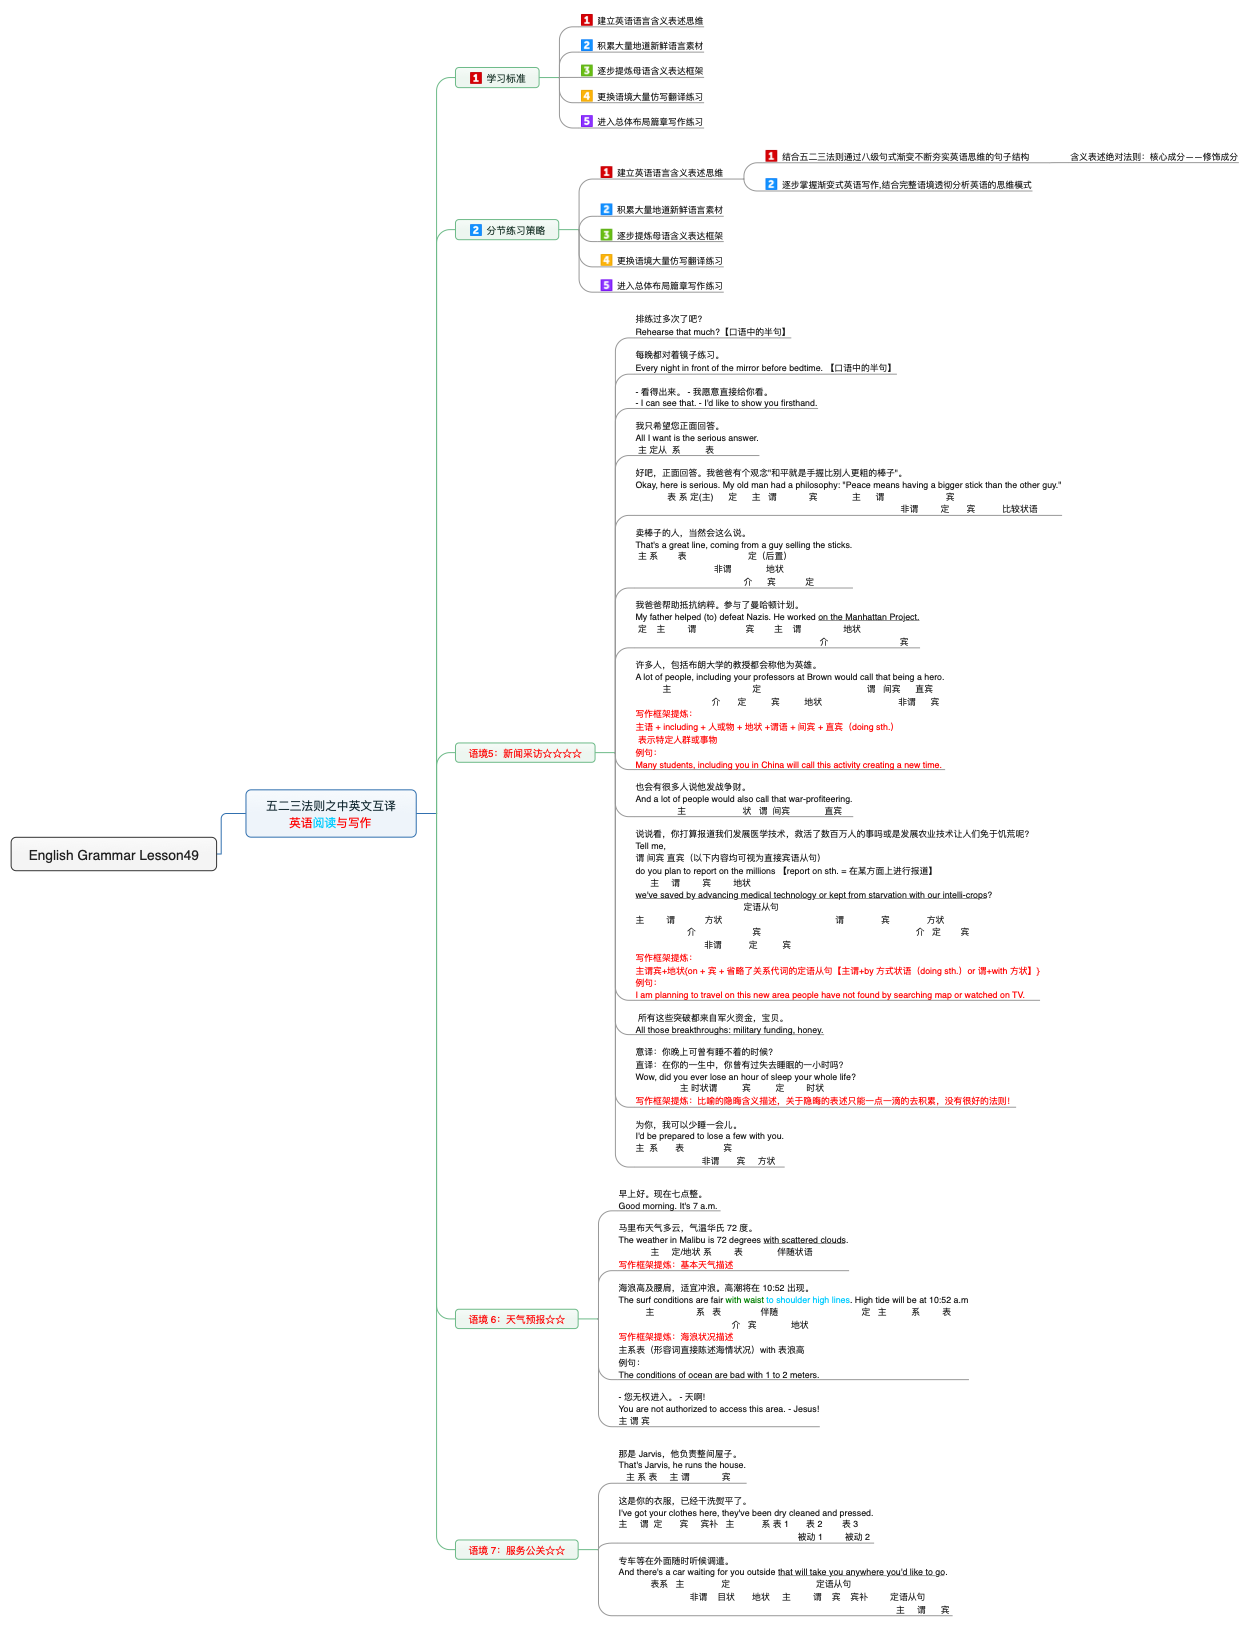 English Grammar Lesson49
五二三法则之中英文互译
英语阅读与写作
1 学习标准
1 建立英语语言含义表述思维
2 积累大量地道新鲜语言素材
3 逐步提炼母语含义表达框架
4 更换语境大量仿写翻译练习
5 进入总体布局篇章写作练习
2 分节练习策略
1 建立英语语言含义表述思维
1 结合五二三法则通过八级句式渐变不断夯实英语思维的句子结构
含义表述绝对法则：核心成分——修饰成分
2 逐步掌握渐变式英语写作,结合完整语境透彻分析英语的思维模式
2 积累大量地道新鲜语言素材
3 逐步提炼母语含义表达框架
4 更换语境大量仿写翻译练习
5 进入总体布局篇章写作练习
语境5：新闻采访☆☆☆☆
排练过多次了吧？
Rehearse that much?【口语中的半句】
每晚都对着镜子练习。
Every night in front of the mirror before bedtime. 【口语中的半句】
- 看得出来。 - 我愿意直接给你看。
- I can see that. - I'd like to show you firsthand.
我只希望您正面回答。
All I want is the serious answer.
主 定从 系 表
好吧，正面回答。我爸爸有个观念"和平就是手握比别人更粗的棒子"。
Okay, here is serious. My old man had a philosophy: "Peace means having a bigger stick than the other guy."
表 系 定(主) 定 主 谓 宾 主 谓 宾
非谓 定 宾 比较状语
卖棒子的人，当然会这么说。
That's a great line, coming from a guy selling the sticks.
主 系 表 定（后置）
非谓 地状
介 宾 定
我爸爸帮助抵抗纳粹。参与了曼哈顿计划。
My father helped (to) defeat Nazis. He worked on the Manhattan Project.
定 主 谓 宾 主 谓 地状
介 宾
许多人，包括布朗大学的教授都会称他为英雄。
A lot of people, including your professors at Brown would call that being a hero.
主 定 谓 间宾 直宾
介 定 宾 地状 非谓 宾
写作框架提炼：
主语 + including + 人或物 + 地状 +谓语 + 间宾 + 直宾（doing sth.）
表示特定人群或事物
例句：
Many students, including you in China will call this activity creating a new time.
也会有很多人说他发战争财。
And a lot of people would also call that war-profiteering.
主 状 谓 间宾 直宾
说说看，你打算报道我们发展医学技术，救活了数百万人的事吗或是发展农业技术让人们免于饥荒呢?
Tell me,
谓 间宾 直宾（以下内容均可视为直接宾语从句）
do you plan to report on the millions 【report on sth. = 在某方面上进行报道】
主 谓 宾 地状
we've saved by advancing medical technology or kept from starvation with our intelli-crops?
定语从句
主 谓 方状 谓 宾 方状
介 宾 介 定 宾
非谓 定 宾
写作框架提炼：
主谓宾+地状{on + 宾 + 省略了关系代词的定语从句【主谓+by 方式状语（doing sth.）or 谓+with 方状】}
例句：
I am planning to travel on this new area people have not found by searching map or watched on TV.
所有这些突破都来自军火资金，宝贝。
All those breakthroughs: military funding, honey.
意译：你晚上可曾有睡不着的时候?
直译：在你的一生中，你曾有过失去睡眠的一小时吗?
Wow, did you ever lose an hour of sleep your whole life?
主 时状谓 宾 定 时状
写作框架提炼：比喻的隐晦含义描述，关于隐晦的表述只能一点一滴的去积累，没有很好的法则！
为你，我可以少睡一会儿。
I'd be prepared to lose a few with you.
主 系 表 宾
非谓 宾 方状
语境 6：天气预报☆☆
早上好。现在七点整。
Good morning. It's 7 a.m.
马里布天气多云，气温华氏 72 度。
The weather in Malibu is 72 degrees with scattered clouds.
主 定/地状 系 表 伴随状语
写作框架提炼：基本天气描述
海浪高及腰肩，适宜冲浪。高潮将在 10:52 出现。
The surf conditions are fair with waist to shoulder high lines. High tide will be at 10:52 a.m
主 系 表 伴随 定 主 系 表
介 宾 地状
写作框架提炼：海浪状况描述
主系表（形容词直接陈述海情状况）with 表浪高
例句：
The conditions of ocean are bad with 1 to 2 meters.
- 您无权进入。 - 天啊!
You are not authorized to access this area. - Jesus!
主 谓 宾
语境 7：服务公关☆☆
那是 Jarvis，他负责整间屋子。
That's Jarvis, he runs the house.
主 系 表 主 谓 宾
这是你的衣服，已经干洗熨平了。
I've got your clothes here, they've been dry cleaned and pressed.
主 谓 定 宾 宾补 主 系 表 1 表 2 表 3
被动 1 被动 2
专车等在外面随时听候调遣。
And there's a car waiting for you outside that will take you anywhere you'd like to go.
表系 主 定 定语从句
非谓 目状 地状 主 谓 宾 宾补 定语从句
主 谓 宾